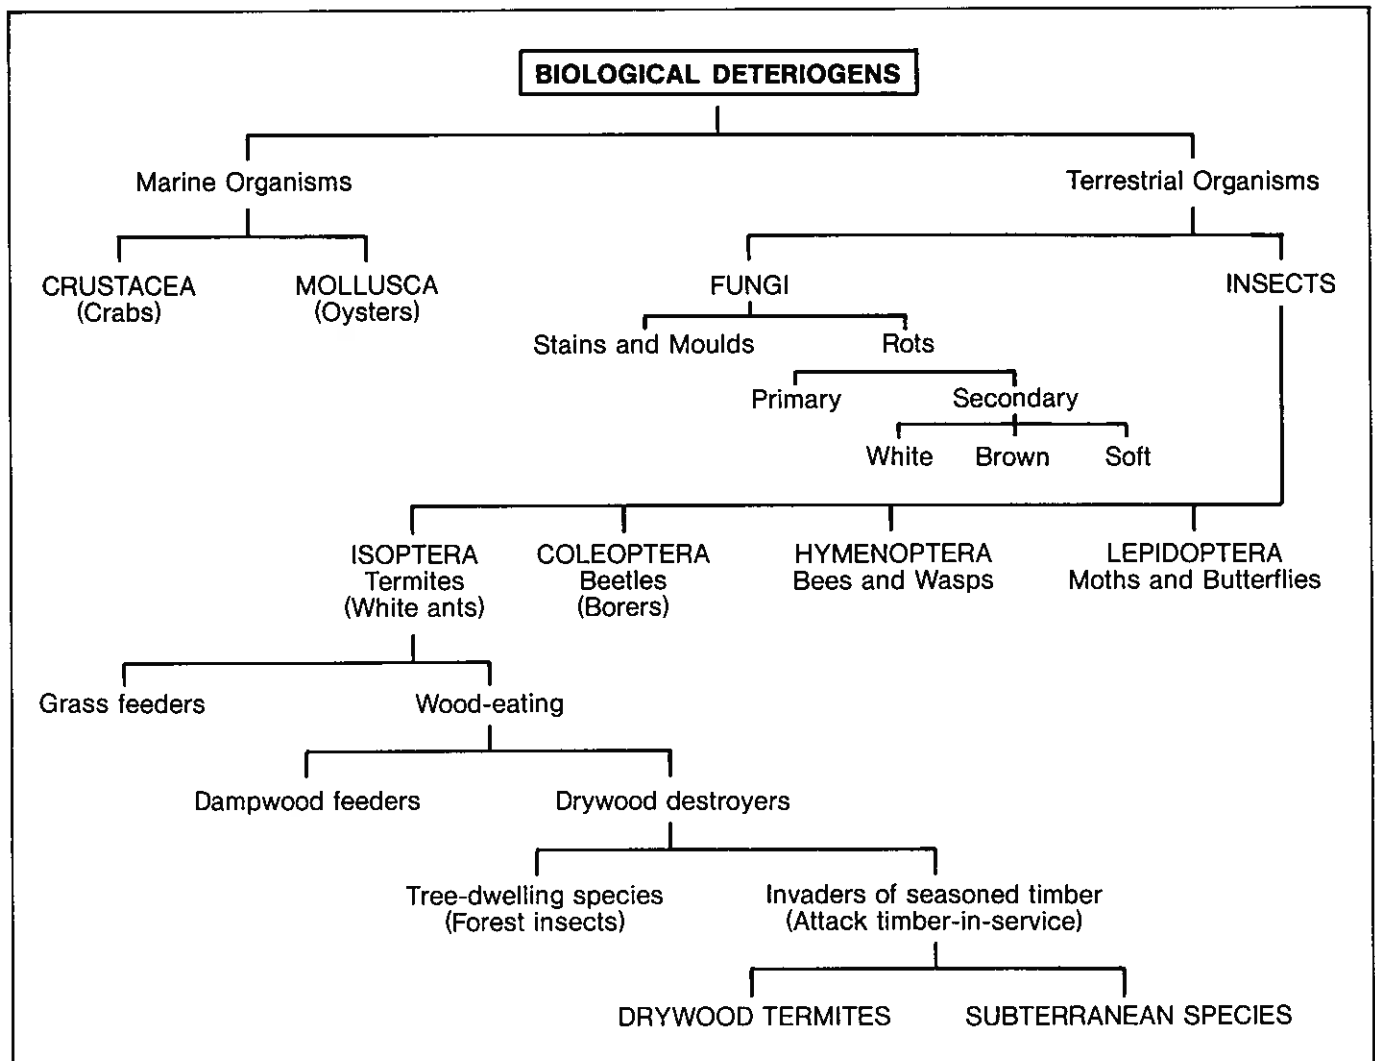 BIOLOGICAL DETERIOGENS
Marine Organisms
Terrestrial Organisms
CRUSTACEA
(Crabs)
MOLLUSCA
(Oysters)
FUNGI
INSECTS
Stains and Moulds
Rots
Primary
Secondary
White
Brown
Soft
ISOPTERA
Termites
(White ants)
COLEOPTERA
Beetles
(Borers)
HYMENOPTERA
Bees and Wasps
LEPIDOPTERA
Moths and Butterflies
Grass feeders
Wood-eating
Dampwood feeders
Drywood destroyers
Tree-dwelling species
(Forest insects)
Invaders of seasoned timber
(Attack timber-in-service)
DRYWOOD TERMITES
SUBTERRANEAN SPECIES